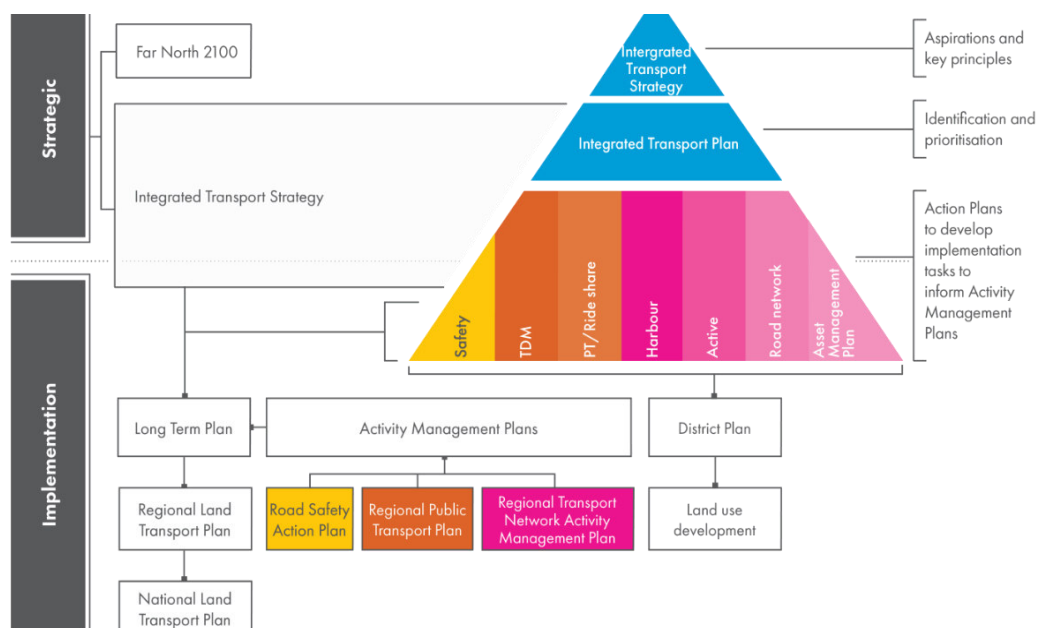 Strategic
Far North 2100
Integrated Transport Strategy
Intergrated
Transport
Strategy
Integrated Transport Plan
Aspirations and
key principles
Identification and
prioritisation
Action Plans
to develop
implementation
tasks to
inform Activity
Management
Plans
Safety
TDM
PT/Ride share
Harbour
Active
Road network
Asset
Management
Plan
Implementation
Long Term Plan
Activity Management Plans
District Plan
Regional Land
Transport Plan
Road Safety
Action Plan
Regional Public
Transport Plan
Regional Transport
Network Activity
Management Plan
Land use
development
National Land
Transport Plan